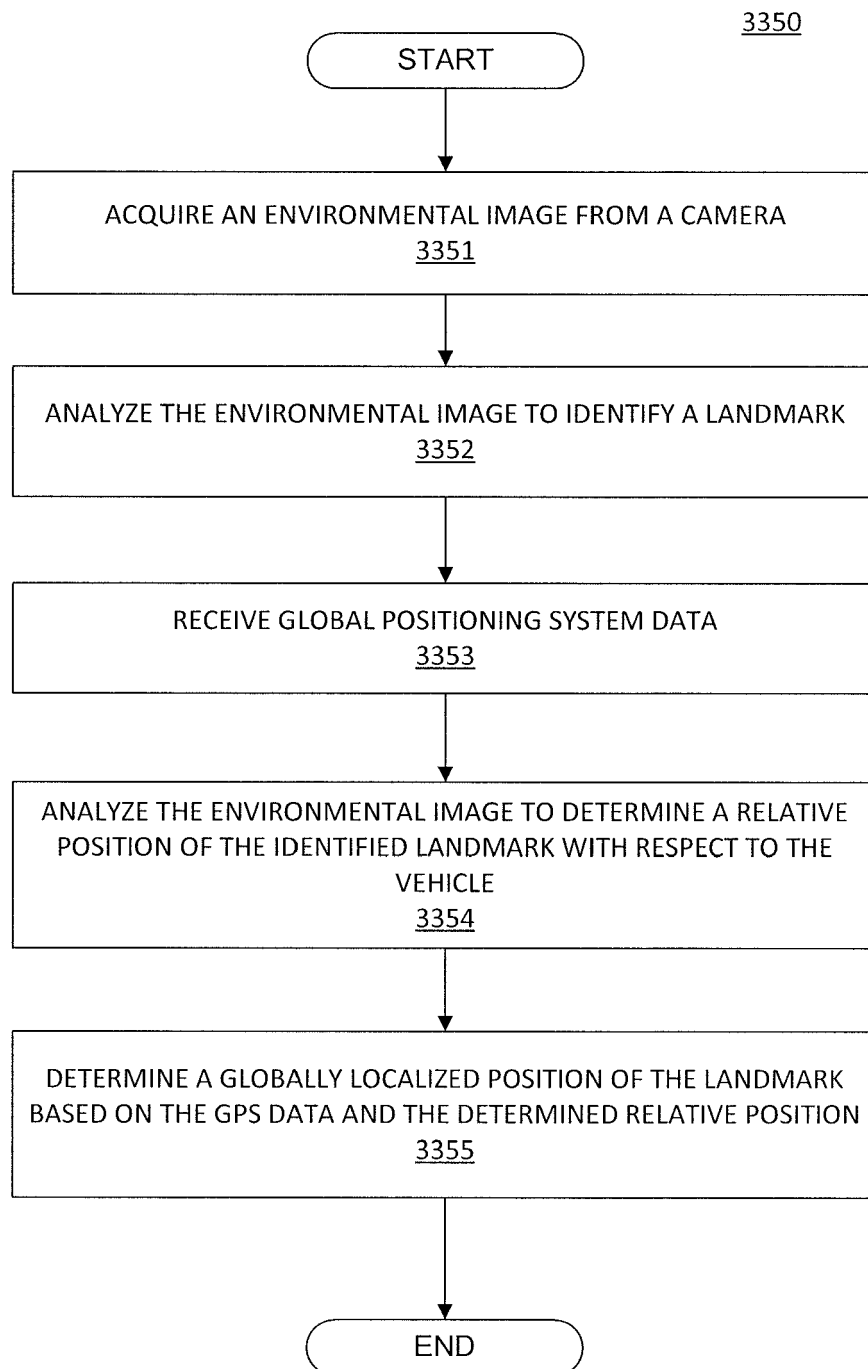 3350
START
ACQUIRE AN ENVIRONMENTAL IMAGE FROM A CAMERA
3351
ANALYZE THE ENVIRONMENTAL IMAGE TO IDENTIFY A LANDMARK
3352
RECEIVE GLOBAL POSITIONING SYSTEM DATA
3353
ANALYZE THE ENVIRONMENTAL IMAGE TO DETERMINE A RELATIVE
POSITION OF THE IDENTIFIED LANDMARK WITH RESPECT TO THE
VEHICLE
3354
DETERMINE A GLOBALLY LOCALIZED POSITION OF THE LANDMARK
BASED ON THE GPS DATA AND THE DETERMINED RELATIVE POSITION
3355
END